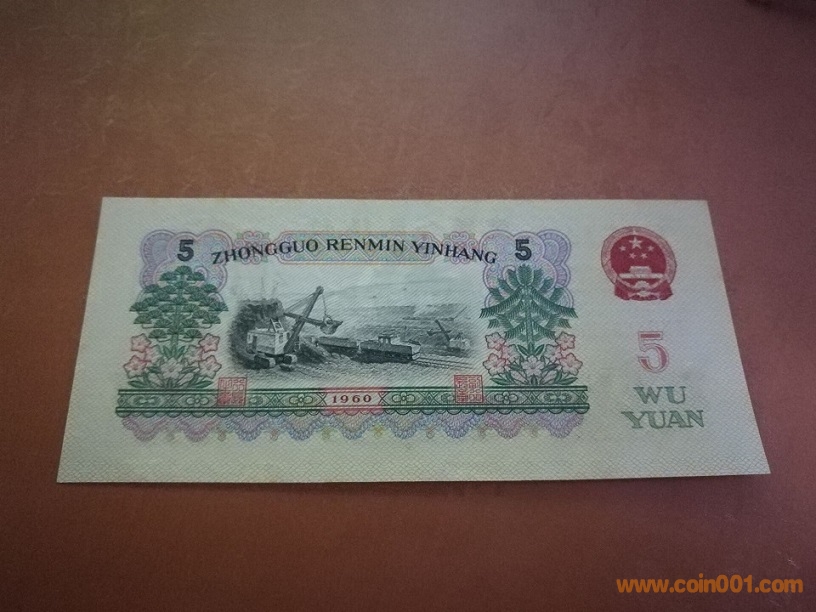 5 ZHONGGUO RENMIN YINHANG 5
1960
5
WU
YUAN
www.coin001.com